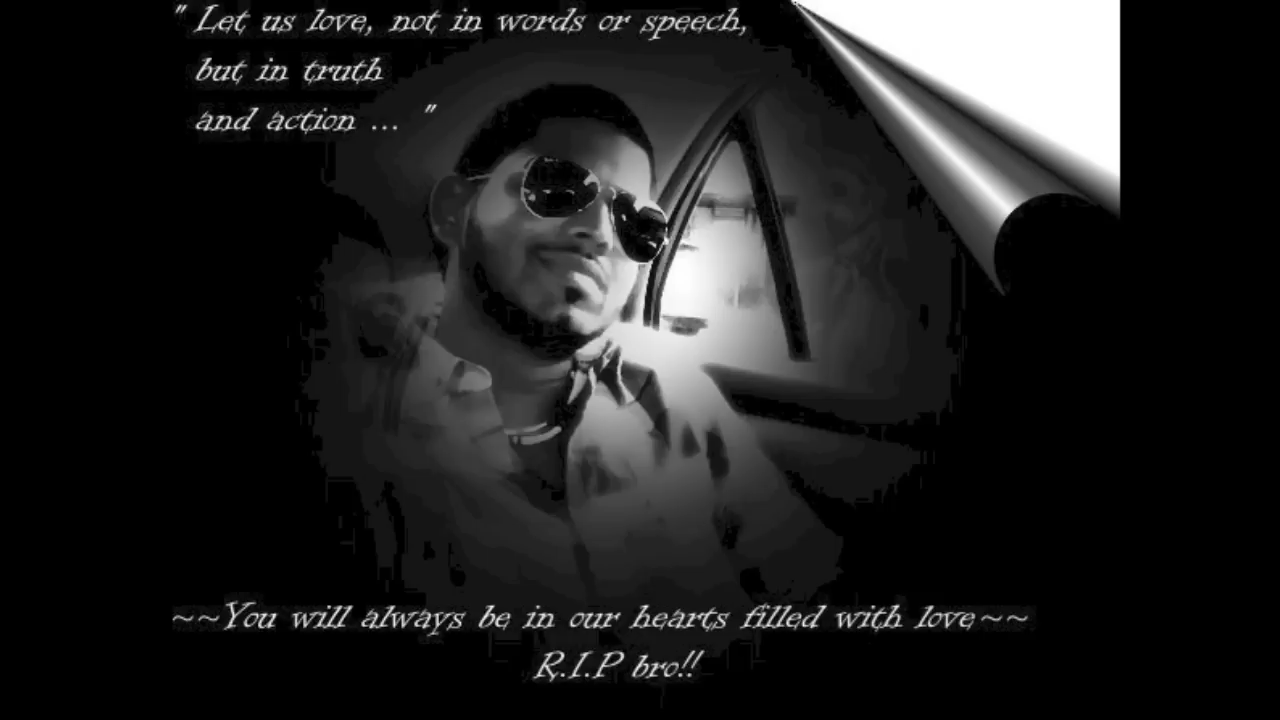 " Let us love, not in words or speech,
but in truth
and action ... "
~~You will always be in our hearts filled with love~~
R.I.P bro!!